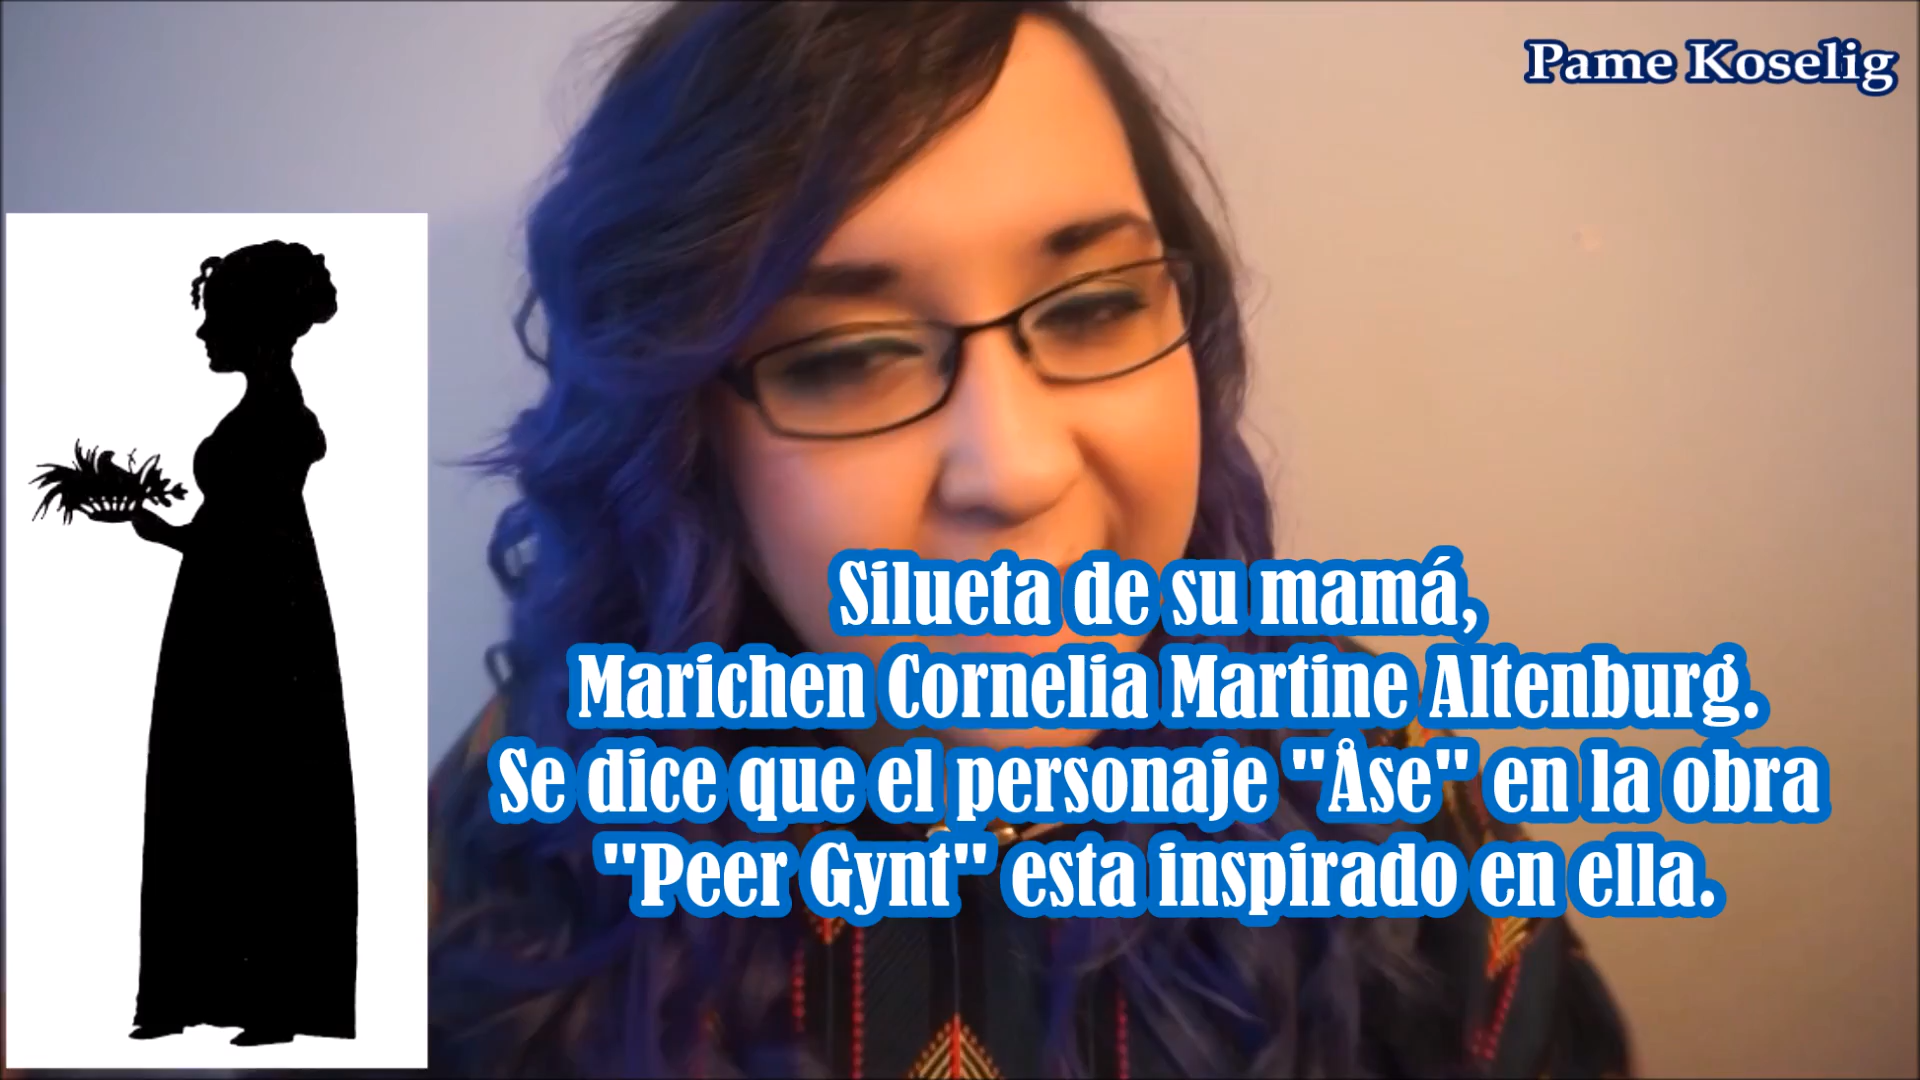 Pame Koselig
Silueta de su mamá,
Marichen Cornelia Martine Altenburg.
Se dice que el personaje "Åse" en la obra
"Peer Gynt" esta inspirado en ella.